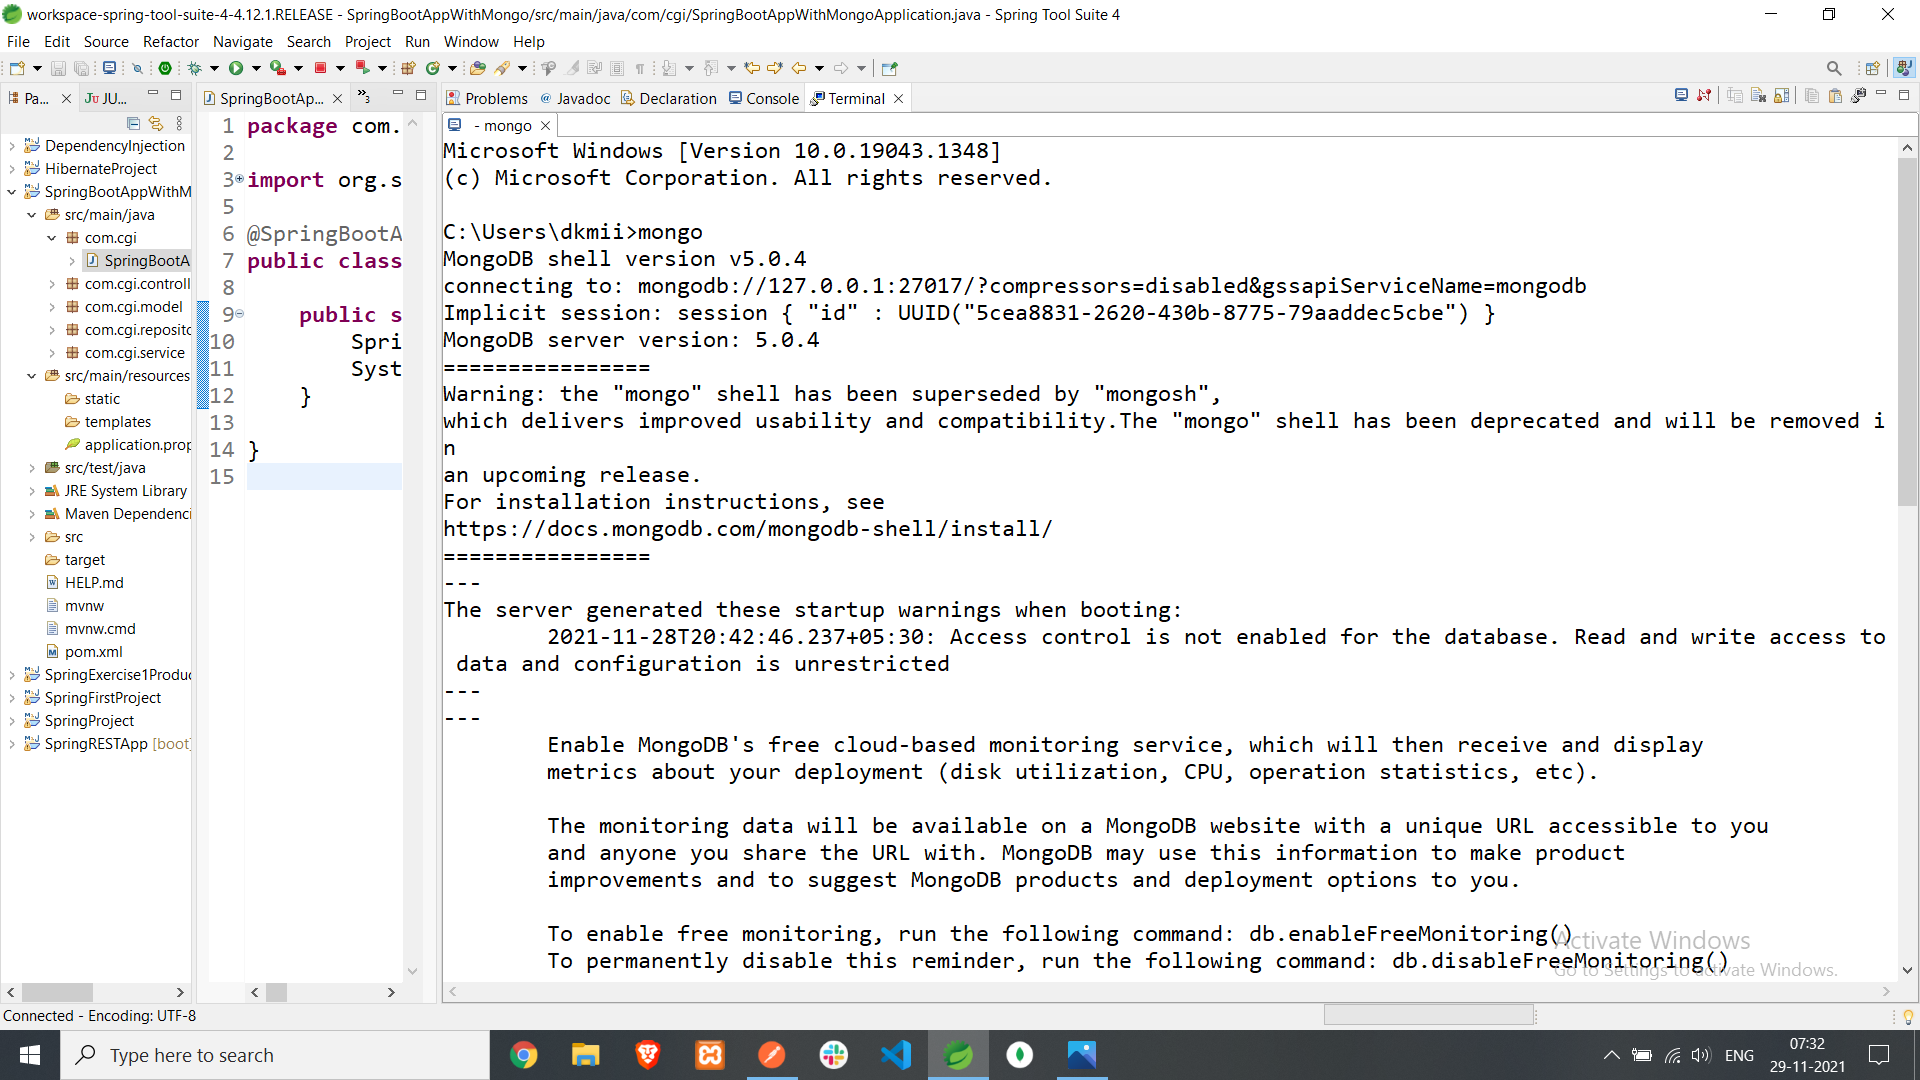 workspace-spring-tool-suite-4-4.12.1.RELEASE - SpringBootAppWithMongo/src/main/java/com/cgi/SpringBootAppWithMongoApplication.java - Spring Tool Suite 4
File Edit Source Refactor Navigate Search Project Run Window Help
Pa... JU...
DependencyInjection
HibernateProject
SpringBootAppWithM
src/main/java
com.cgi
SpringBootA
com.cgi.controll
com.cgi.model
com.cgi.reposito
com.cgi.service
src/main/resources
static
templates
application.prop
src/test/java
JRE System Library
Maven Dependenci
src
target
HELP.md
mvnw
mvnw.cmd
pom.xml
SpringExercise1Produc
SpringFirstProject
SpringProject
SpringRESTApp [boot]
SpringBootAp... 3
1 package com.
2
3 import org.s
5
6 @SpringBootA
7 public class
8
9 public s
10 Spri
11 Syst
12 }
13
14 }
15
Problems Javadoc Declaration Console Terminal
- mongo
Microsoft Windows [Version 10.0.19043.1348]
(c) Microsoft Corporation. All rights reserved.
C:\Users\dkmii>mongo
MongoDB shell version v5.0.4
connecting to: mongodb://127.0.0.1:27017/?compressors=disabled&gssapiServiceName=mongodb
Implicit session: session { "id" : UUID("5cea8831-2620-430b-8775-79aaddec5cbe") }
MongoDB server version: 5.0.4
================
Warning: the "mongo" shell has been superseded by "mongosh",
which delivers improved usability and compatibility.The "mongo" shell has been deprecated and will be removed i
n
an upcoming release.
For installation instructions, see
https://docs.mongodb.com/mongodb-shell/install/
================
---
The server generated these startup warnings when booting:
2021-11-28T20:42:46.237+05:30: Access control is not enabled for the database. Read and write access to
data and configuration is unrestricted
---
---
Enable MongoDB's free cloud-based monitoring service, which will then receive and display
metrics about your deployment (disk utilization, CPU, operation statistics, etc).
The monitoring data will be available on a MongoDB website with a unique URL accessible to you
and anyone you share the URL with. MongoDB may use this information to make product
improvements and to suggest MongoDB products and deployment options to you.
To enable free monitoring, run the following command: db.enableFreeMonitoring()
To permanently disable this reminder, run the following command: db.disableFreeMonitoring()
Activate Windows
Go to Settings to activate Windows.
Connected - Encoding: UTF-8
Type here to search
ENG
07:32
29-11-2021